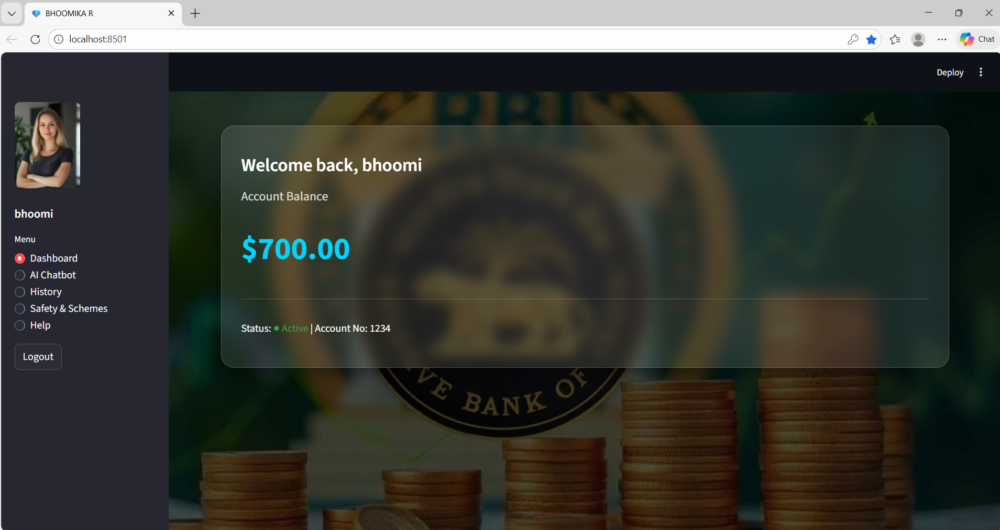 BHOOMIKA R
localhost:8501
Chat
Deploy
bhoomi
Menu
Dashboard
AI Chatbot
History
Safety & Schemes
Help
Logout
RBI
Welcome back, bhoomi
Account Balance
$700.00
Status: ● Active | Account No: 1234
VE BANK OF